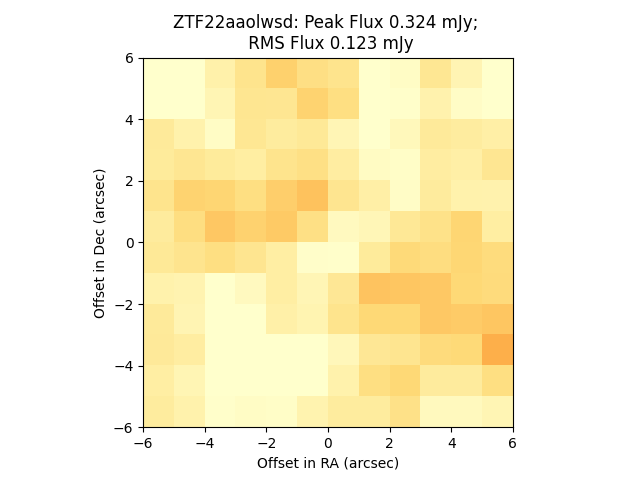 ZTF22aaolwsd: Peak Flux 0.324 mJy;
RMS Flux 0.123 mJy
6
4
2
0
−2
−4
−6
Offset in Dec (arcsec)
−6 −4 −2 0 2 4 6
Offset in RA (arcsec)